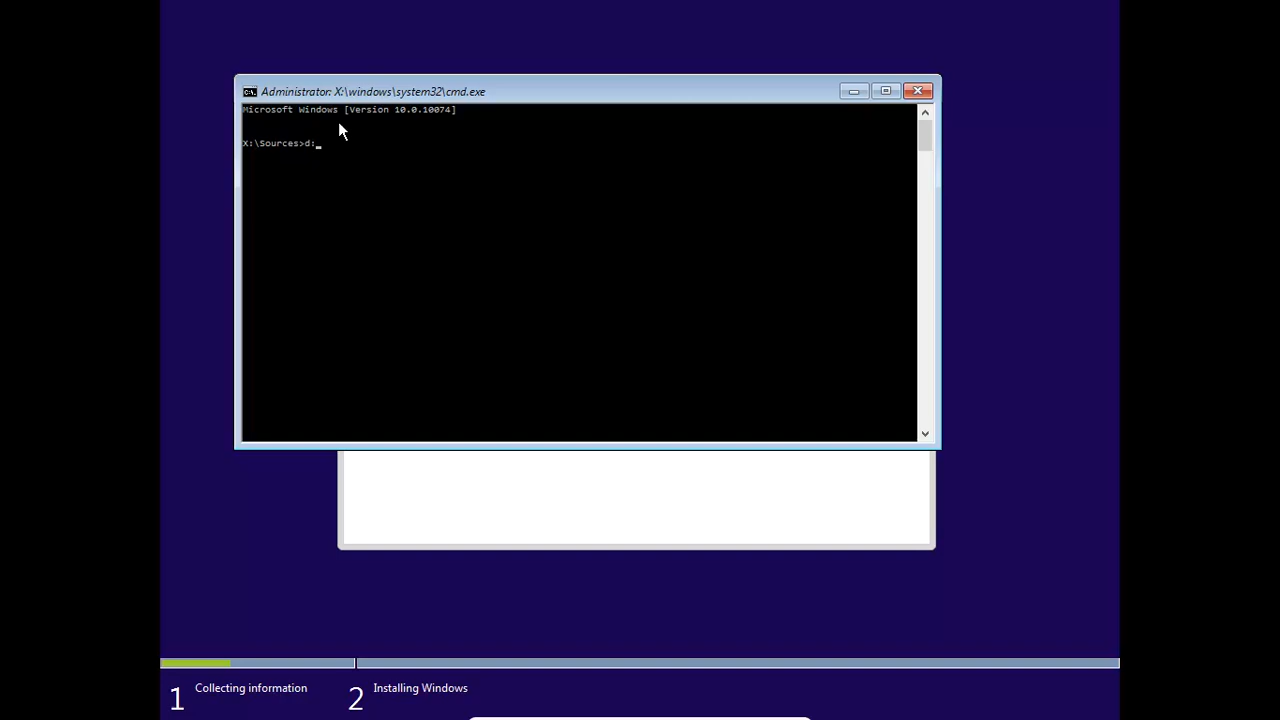 Administrator: X:\windows\system32\cmd.exe
Microsoft Windows [Version 10.0.10074]
X:\Sources>d:_
1 Collecting information
2 Installing Windows